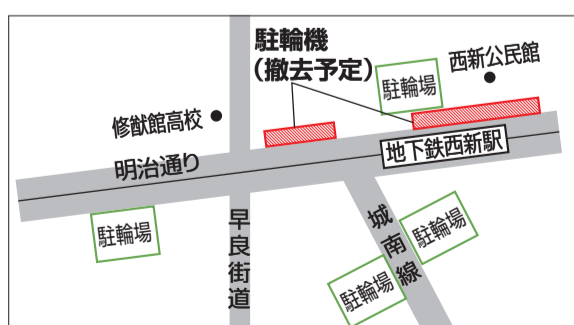 駐輪機
（撤去予定）
西新公民館
駐輪場
修猷館高校
明治通り
地下鉄西新駅
駐輪場
早良街道
城南線
駐輪場
駐輪場